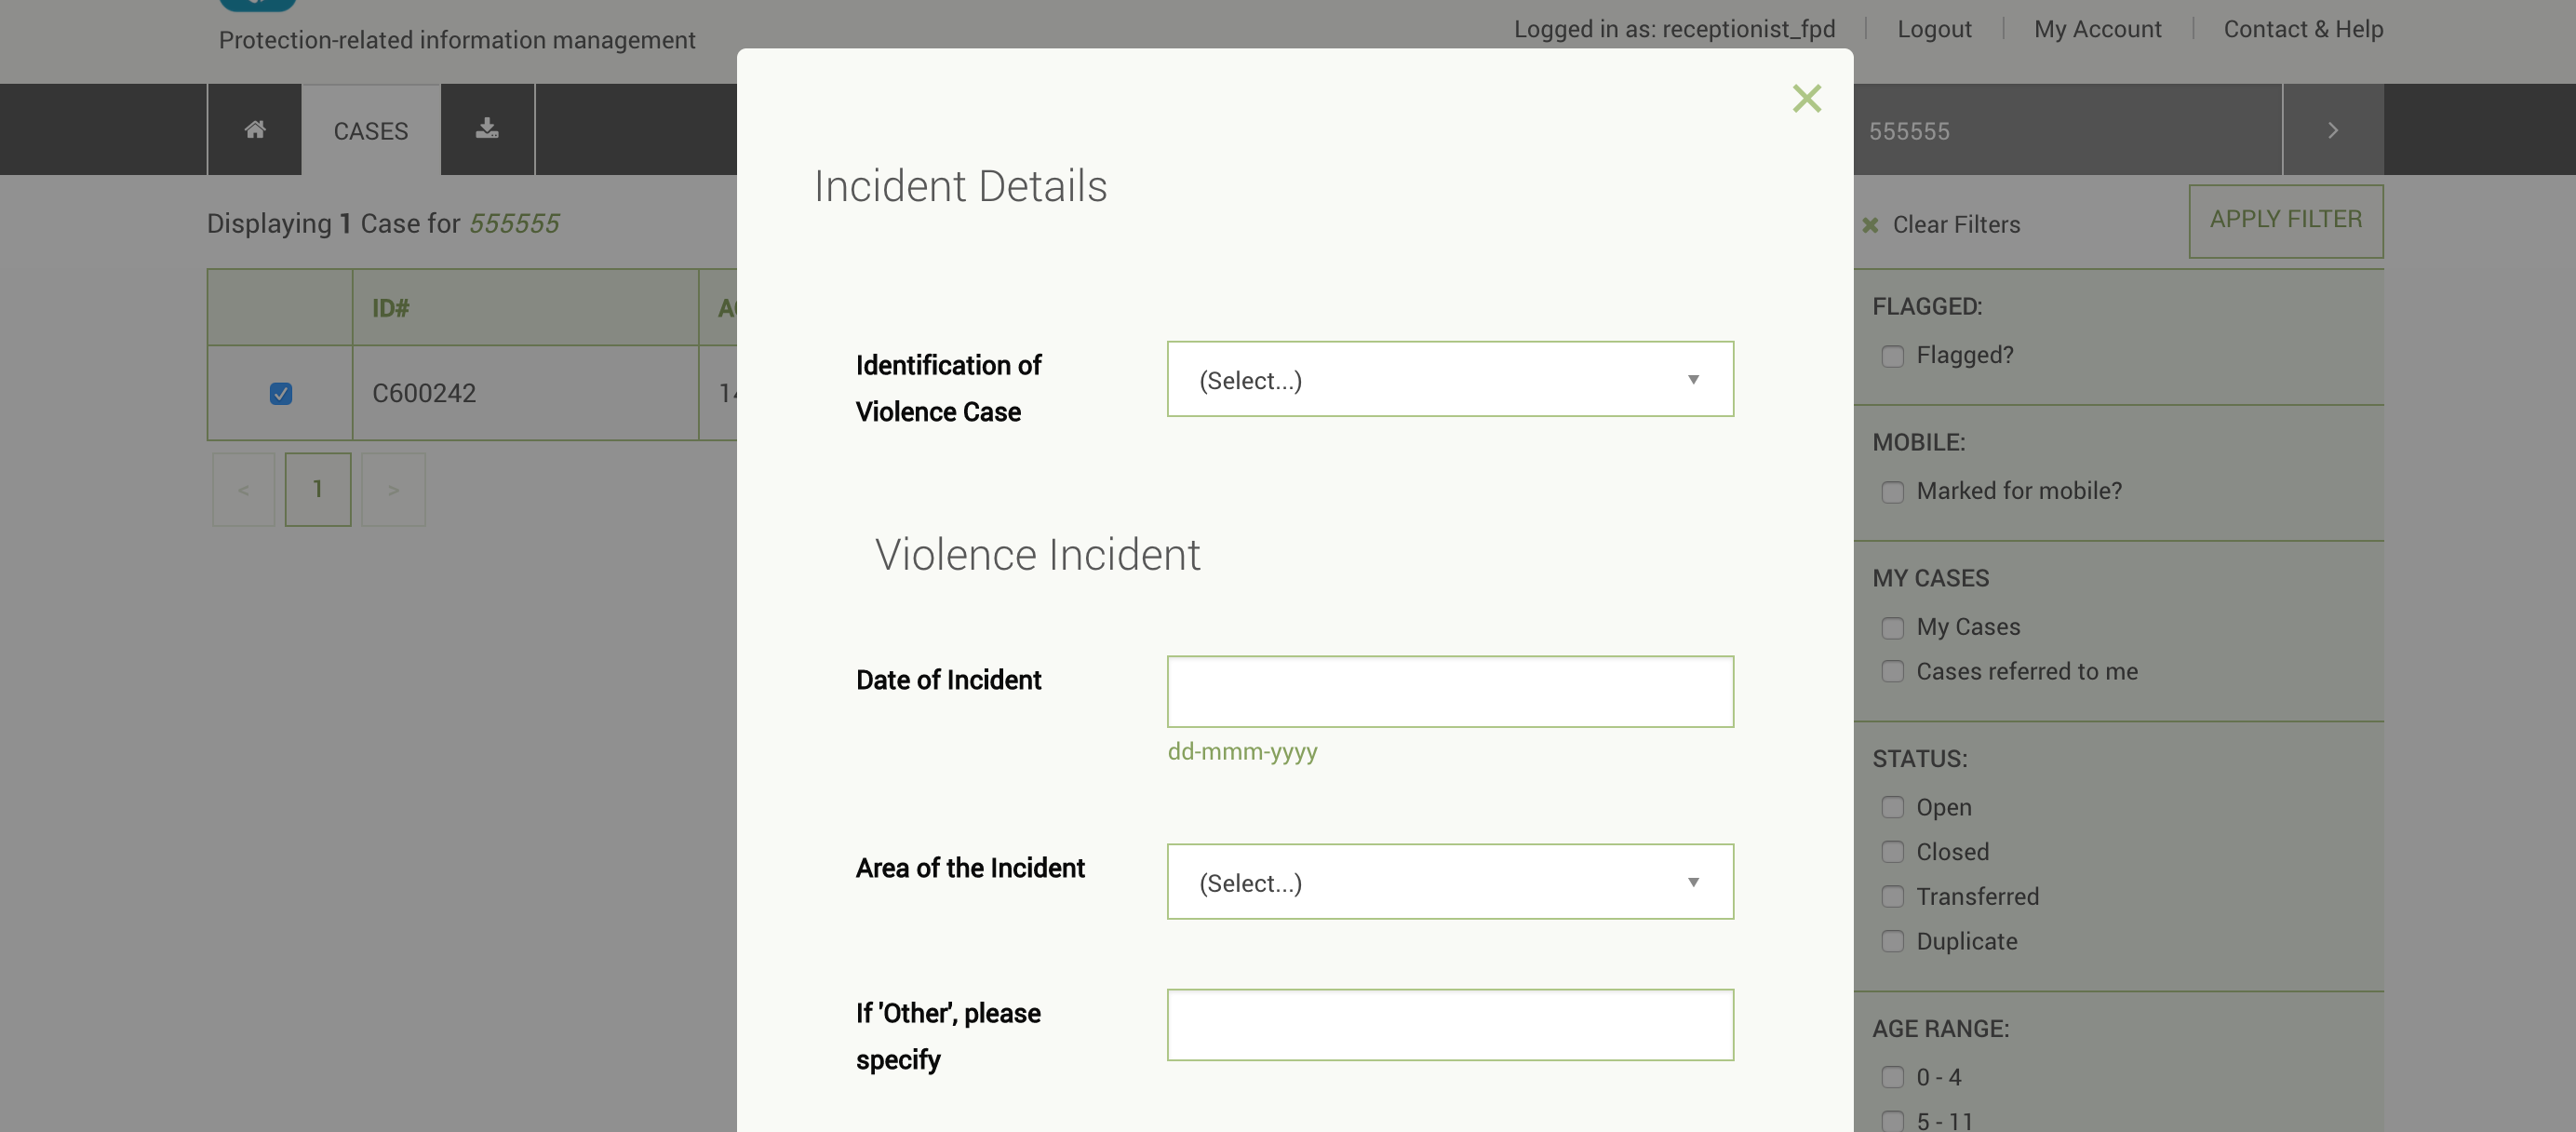 Protection-related information management
Logged in as: receptionist_fpd
Logout
My Account
Contact & Help
CASES
555555
Displaying 1 Case for 555555
ID#
C600242
<
1
>
Incident Details
Identification of
Violence Case
(Select...)
Violence Incident
Date of Incident
dd-mmm-yyyy
Area of the Incident
(Select...)
If 'Other', please
specify
Clear Filters
APPLY FILTER
FLAGGED:
Flagged?
MOBILE:
Marked for mobile?
MY CASES
My Cases
Cases referred to me
STATUS:
Open
Closed
Transferred
Duplicate
AGE RANGE:
0 - 4
5 - 11